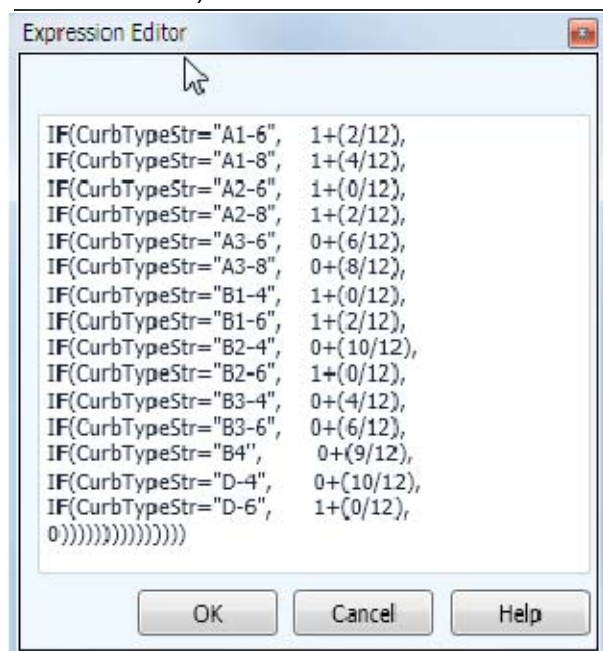 Expression Editor
IF(CurbTypeStr="A1-6", 1+(2/12),
IF(CurbTypeStr="A1-8", 1+(4/12),
IF(CurbTypeStr="A2-6", 1+(0/12),
IF(CurbTypeStr="A2-8", 1+(2/12),
IF(CurbTypeStr="A3-6", 0+(6/12),
IF(CurbTypeStr="A3-8", 0+(8/12),
IF(CurbTypeStr="B1-4", 1+(0/12),
IF(CurbTypeStr="B1-6", 1+(2/12),
IF(CurbTypeStr="B2-4", 0+(10/12),
IF(CurbTypeStr="B2-6", 1+(0/12),
IF(CurbTypeStr="B3-4", 0+(4/12),
IF(CurbTypeStr="B3-6", 0+(6/12),
IF(CurbTypeStr="B4", 0+(9/12),
IF(CurbTypeStr="D-4", 0+(10/12),
IF(CurbTypeStr="D-6", 1+(0/12),
0)))))))))))))))
OK Cancel Help